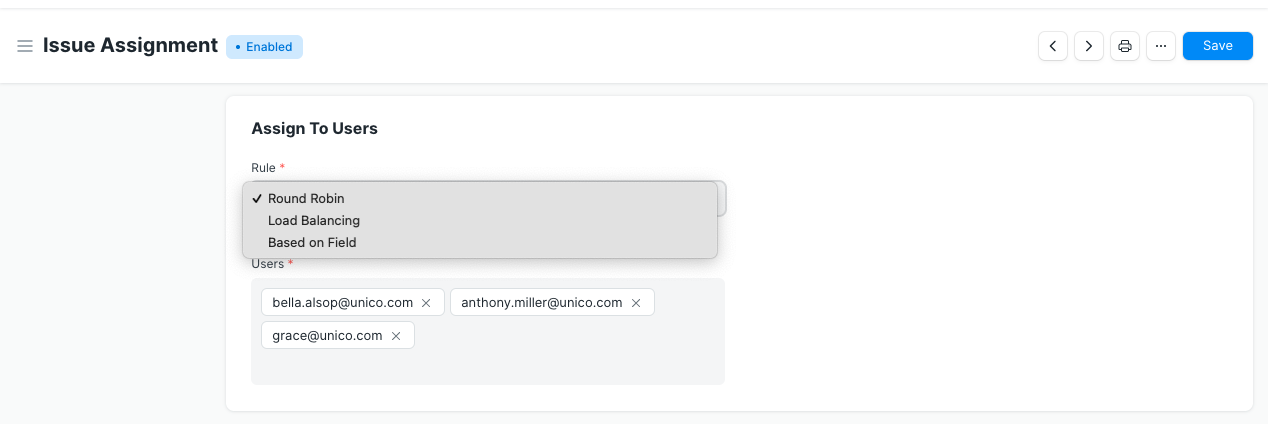 Issue Assignment • Enabled ... Save
Assign To Users
Rule *
✓ Round Robin
Load Balancing
Based on Field
Users *
bella.alsop@unico.com × anthony.miller@unico.com ×
grace@unico.com ×